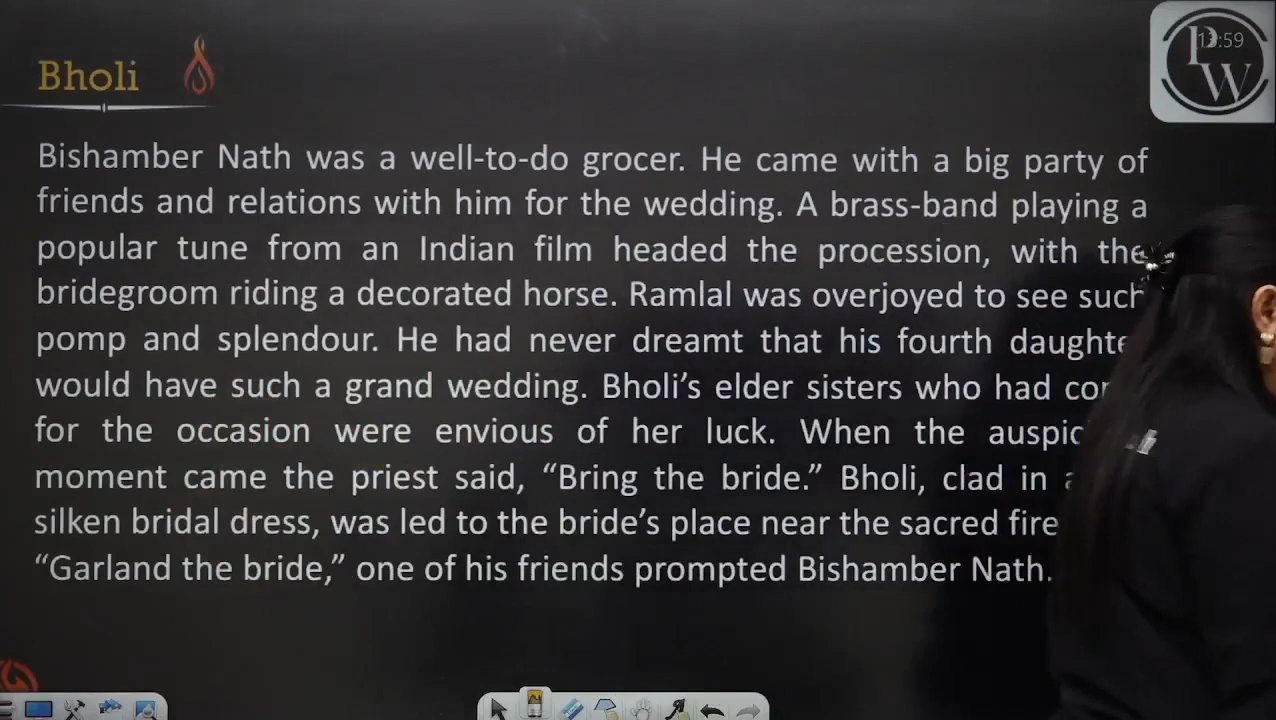 Bholi
13:59
PW
Bishamber Nath was a well-to-do grocer. He came with a big party of
friends and relations with him for the wedding. A brass-band playing a
popular tune from an Indian film headed the procession, with the
bridegroom riding a decorated horse. Ramlal was overjoyed to see such
pomp and splendour. He had never dreamt that his fourth
would have such a grand wedding. Bholi’s elder sisters who had
for the occasion were envious of her luck. When the
moment came the priest said, “Bring the bride.” Bholi, clad in
silken bridal dress, was led to the bride’s place near the sacred fire
“Garland the bride,” one of his friends prompted Bishamber Nath.